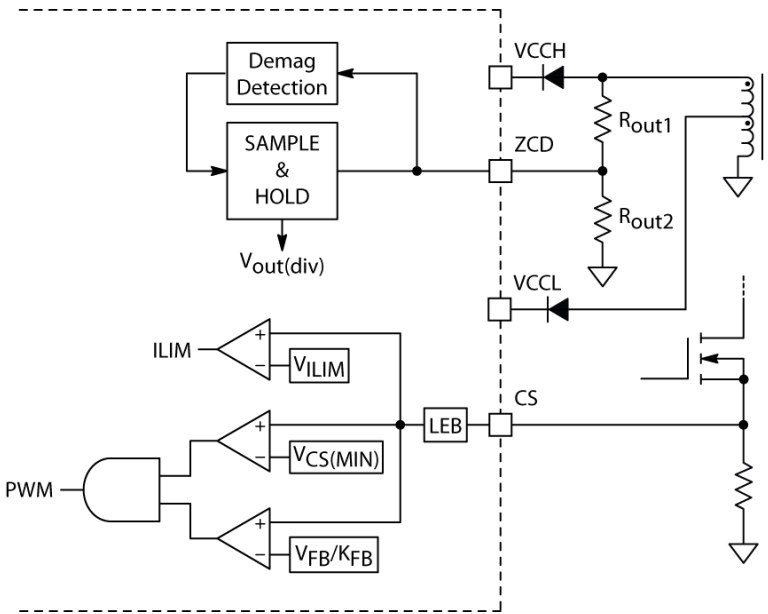 VCCH
Demag
Detection
Rout1
SAMPLE
&
HOLD
ZCD
Rout2
Vout(div)
VCCL
+
ILIM
− VILIM
CS
+
LEB
− VCS(MIN)
PWM
+
− VFB/KFB